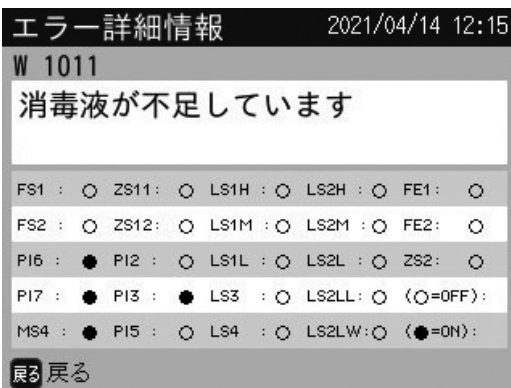 エラー詳細情報 2021/04/14 12:15
W 1011
消毒液が不足しています
FS1 : ○ ZS11: ○ LS1H : ○ LS2H : ○ FE1: ○
FS2 : ○ ZS12: ○ LS1M : ○ LS2M : ○ FE2: ○
PI6 : ● PI2 : ○ LS1L : ○ LS2L : ○ ZS2: ○
PI7 : ● PI3 : ● LS3 : ○ LS2LL: ○ (○=OFF):
MS4 : ● PI5 : ○ LS4 : ○ LS2LW:○ (●=ON):
戻る 戻る